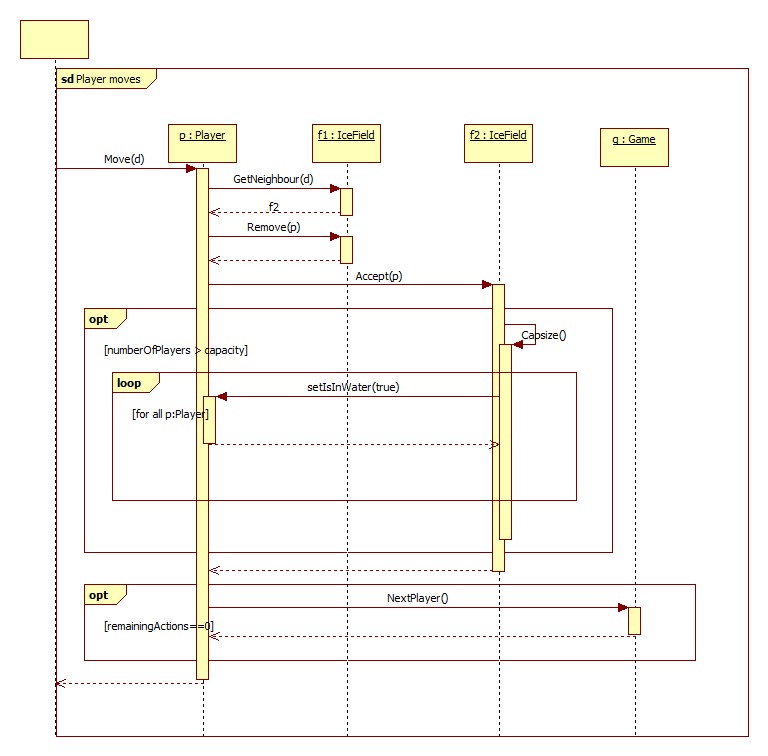 sd Player moves
p : Player
f1 : IceField
f2 : IceField
g : Game
Move(d)
GetNeighbour(d)
f2
Remove(p)
Accept(p)
opt
Capsize()
[numberOfPlayers > capacity]
loop
setIsInWater(true)
[for all p:Player]
opt
NextPlayer()
[remainingActions==0]